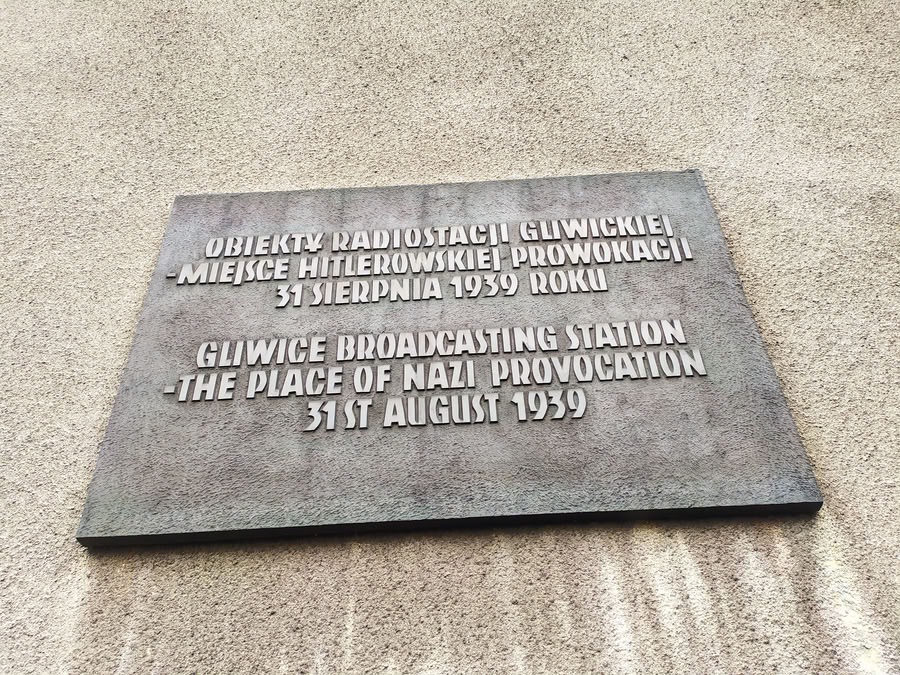 OBIEKTY RADIOSTACJI GLIWICKIEJ
-MIEJSCE HITLEROWSKIEJ PROWOKACJI
31 SIERPNIA 1939 ROKU
GLIWICE BROADCASTING STATION
-THE PLACE OF NAZI PROVOCATION
31 ST AUGUST 1939